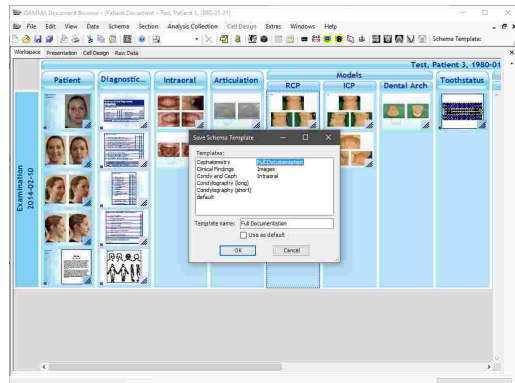 GAMMA Document Browser - [Patient Document - Test, Patient 3, 1980-01-01]
File Edit View Date Schema Section Analysis Collection Cell Design Extras Windows Help
Schema Template:
Workspace Presentation Cell Design Raw Data
Test, Patient 3, 1980-01
Patient Diagnostic... Intraoral Articulation Models Dental Arch Toothstatus
RCP ICP
Examination
2014-02-10
Save Schema Template
Templates:
Cephalometry Full Documentation
Clinical Findings Images
Condy and Ceph Intraoral
Condylography (long)
Condylography (short)
default
Template name: Full Documentation
Use as default
OK Cancel